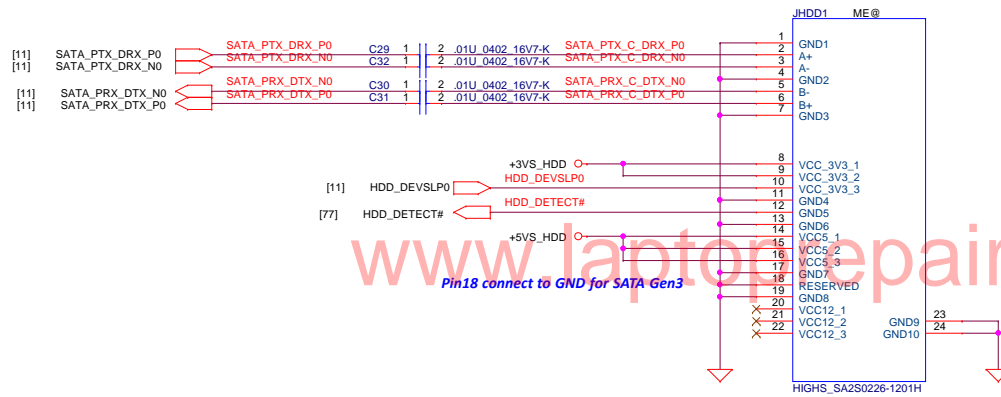 JHDD1 ME@
[11] SATA_PTX_DRX_P0 SATA_PTX_DRX_P0 C29 1 2 .01U_0402_16V7-K SATA_PTX_C_DRX_P0
[11] SATA_PTX_DRX_N0 SATA_PTX_DRX_N0 C32 1 2 .01U_0402_16V7-K SATA_PTX_C_DRX_N0
[11] SATA_PRX_DTX_N0 SATA_PRX_DTX_N0 C30 1 2 .01U_0402_16V7-K SATA_PRX_C_DTX_N0
[11] SATA_PRX_DTX_P0 SATA_PRX_DTX_P0 C31 1 2 .01U_0402_16V7-K SATA_PRX_C_DTX_P0
1 GND1
2 A+
3 A-
4 GND2
5 B-
6 B+
7 GND3
+3VS_HDD
[11] HDD_DEVSLP0 HDD_DEVSLP0
[77] HDD_DETECT# HDD_DETECT#
+5VS_HDD
8 VCC_3V3_1
9 VCC_3V3_2
10 VCC_3V3_3
11 GND4
12 GND5
13 GND6
14 VCC5_1
15 VCC5_2
16 VCC5_3
17 GND7
18 RESERVED
19 GND8
20 VCC12_1
21 VCC12_2
22 VCC12_3
GND9 23
GND10 24
www.laptoprepair
Pin18 connect to GND for SATA Gen3
HIGHS_SA2S0226-1201H